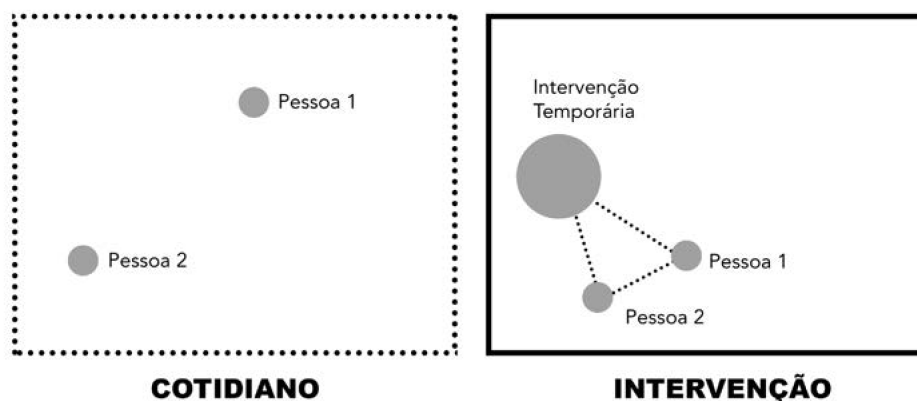 Pessoa 1
Pessoa 2
COTIDIANO
Intervenção
Temporária
Pessoa 1
Pessoa 2
INTERVENÇÃO